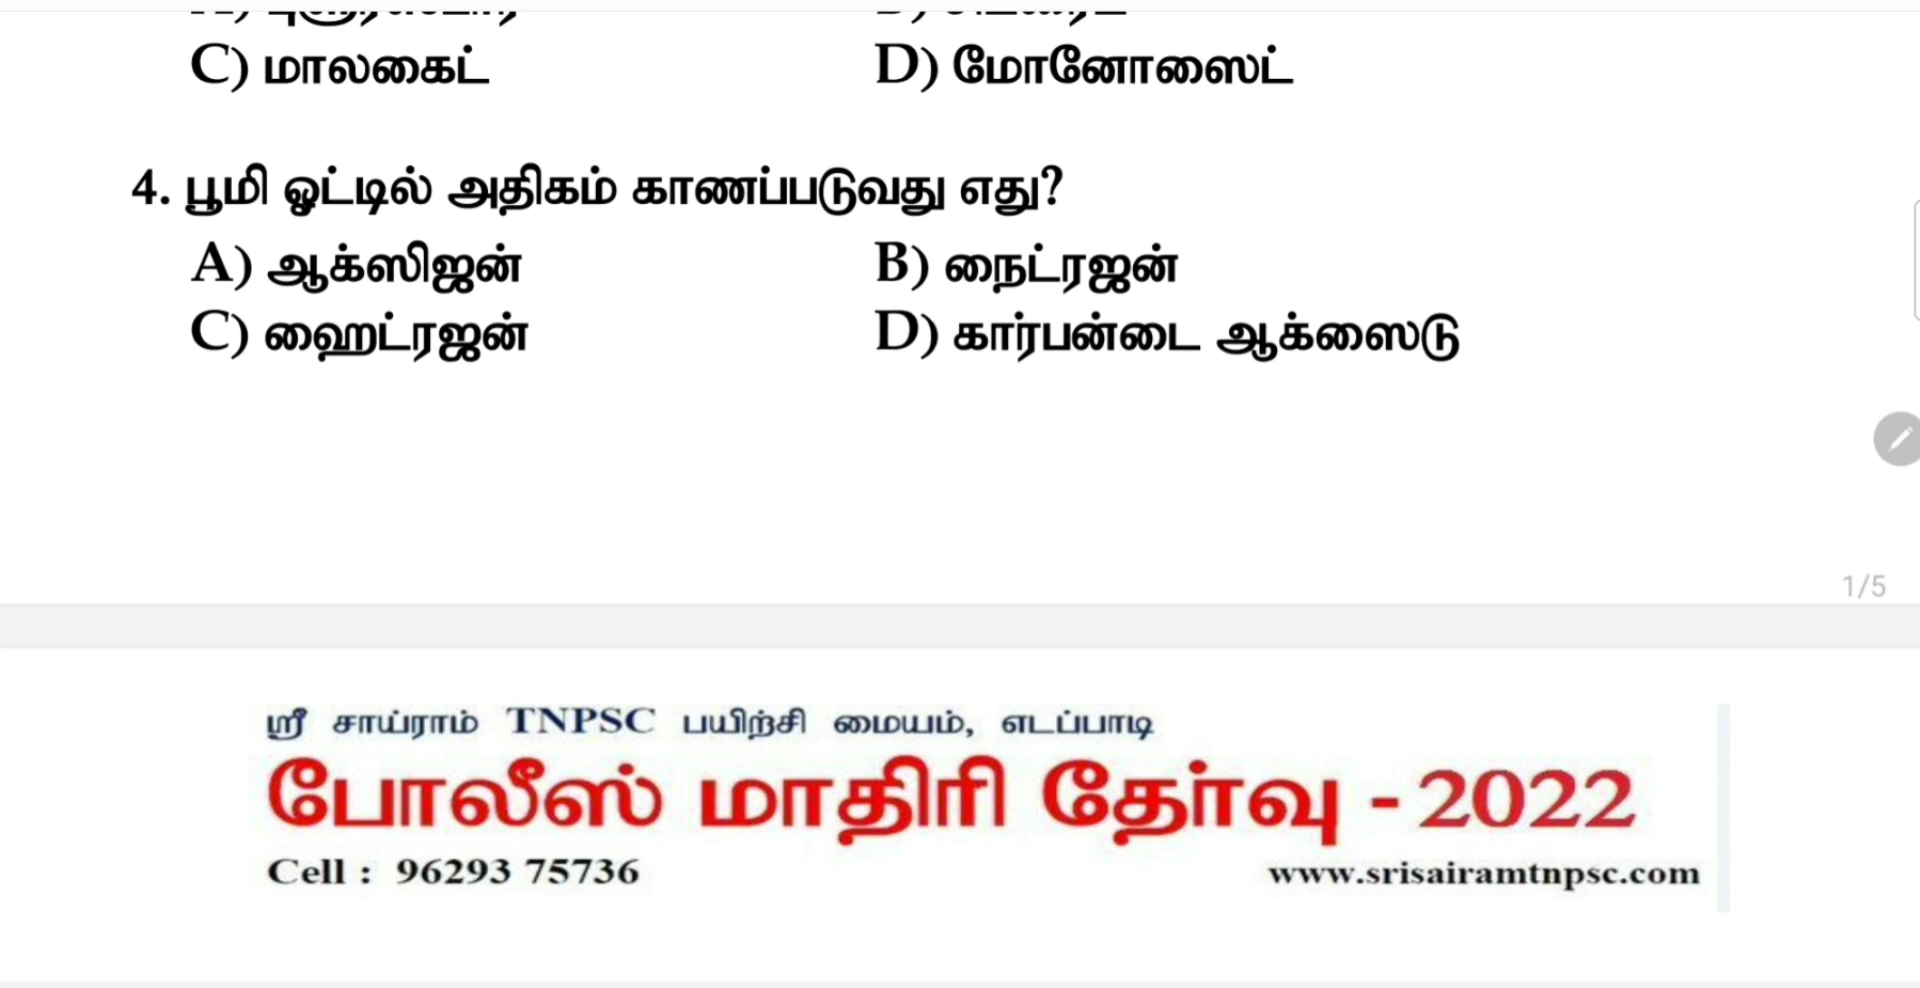 C) மாலகைட் D) மோனோஸைட்
4. பூமி ஓட்டில் அதிகம் காணப்படுவது எது?
A) ஆக்ஸிஜன் B) நைட்ரஜன்
C) ஹைட்ரஜன் D) கார்பன்டை ஆக்ஸைடு
1/5
ஸ்ரீ சாய்ராம் TNPSC பயிற்சி மையம், எடப்பாடி
போலீஸ் மாதிரி தேர்வு - 2022
Cell : 96293 75736 www.srisairamtnpsc.com